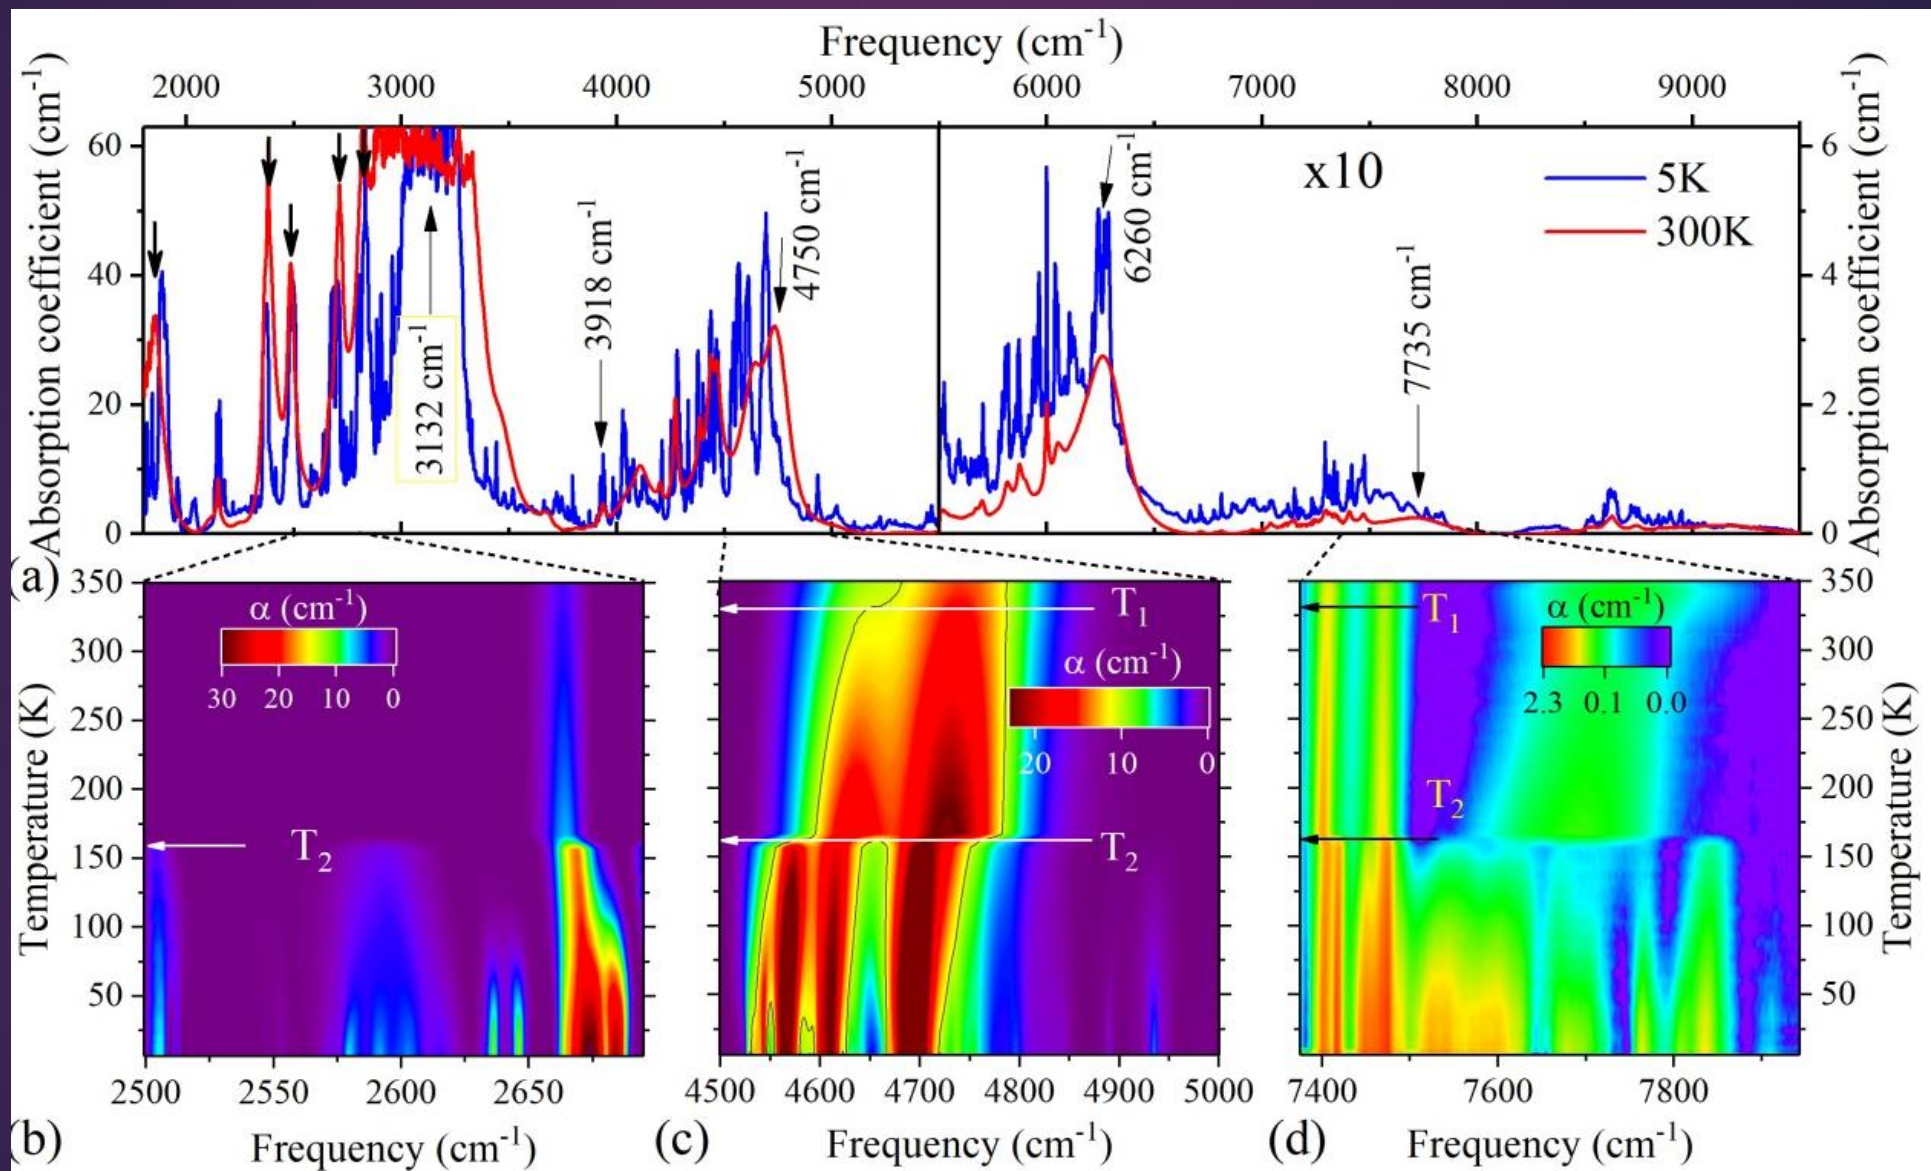 Frequency (cm-1)
2000 3000 4000 5000 6000 7000 8000 9000
Absorption coefficient (cm-1)
60
40
20
0
3132 cm-1
3918 cm-1
4750 cm-1
6260 cm-1
7735 cm-1
x10
5K
300K
6
4
2
0
Absorption coefficient (cm-1)
(a)
350
300
250
200
150
100
50
Temperature (K)
α (cm-1)
30 20 10 0
T2
2500 2550 2600 2650
(b)
Frequency (cm-1)
T1
α (cm-1)
20 10 0
T2
4500 4600 4700 4800 4900 5000
(c)
Frequency (cm-1)
T1
α (cm-1)
2.3 0.1 0.0
T2
350
300
250
200
150
100
50
Temperature (K)
7400 7600 7800
(d)
Frequency (cm-1)